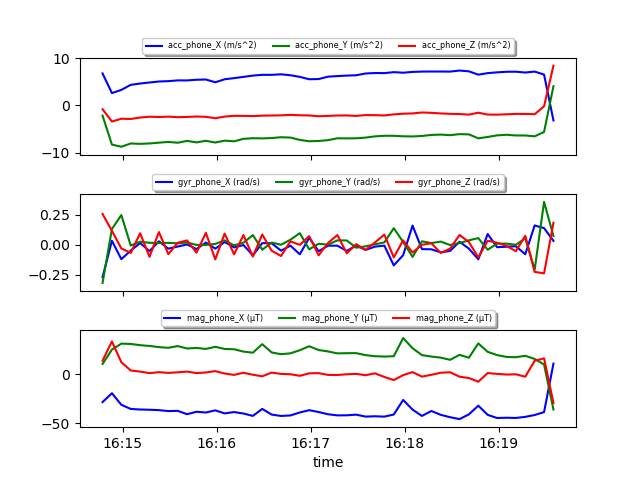 acc_phone_X (m/s^2) acc_phone_Y (m/s^2) acc_phone_Z (m/s^2)
10
0
−10
gyr_phone_X (rad/s) gyr_phone_Y (rad/s) gyr_phone_Z (rad/s)
0.25
0.00
−0.25
mag_phone_X (μT) mag_phone_Y (μT) mag_phone_Z (μT)
0
−50
16:15 16:16 16:17 16:18 16:19
time